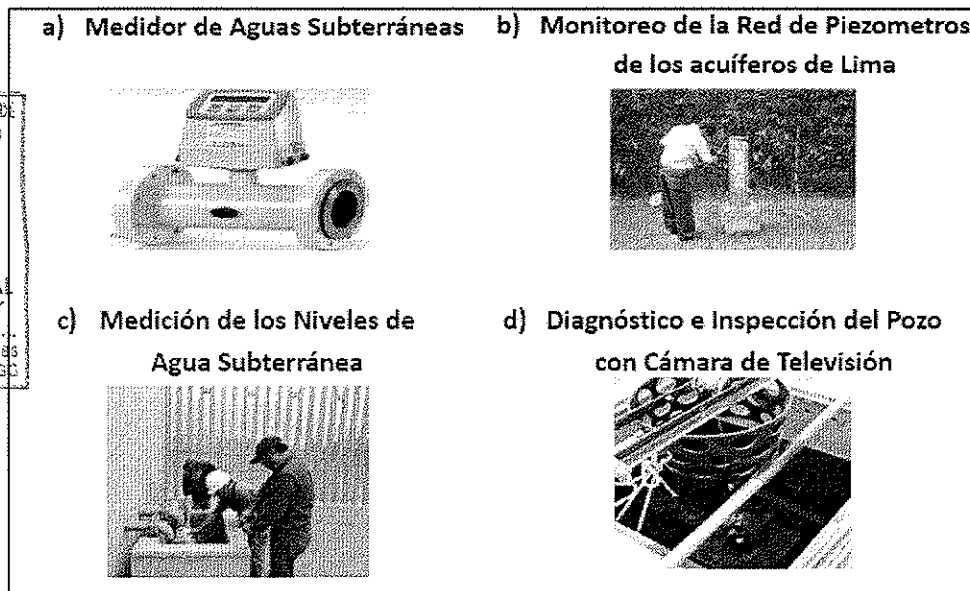 a) Medidor de Aguas Subterráneas
b) Monitoreo de la Red de Piezometros
de los acuíferos de Lima
c) Medición de los Niveles de
Agua Subterránea
d) Diagnóstico e Inspección del Pozo
con Cámara de Televisión